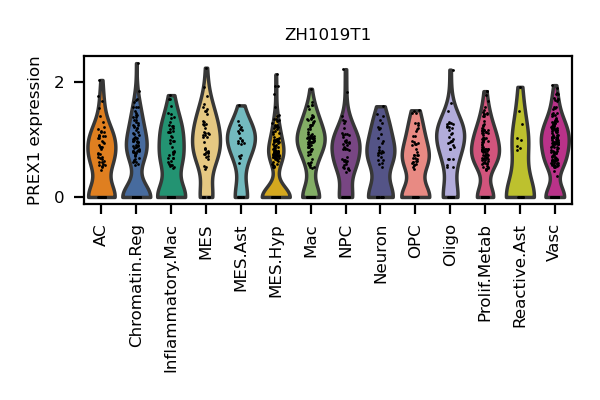 ZH1019T1
PREX1 expression
2
0
AC
Chromatin.Reg
Inflammatory.Mac
MES
MES.Ast
MES.Hyp
Mac
NPC
Neuron
OPC
Oligo
Prolif.Metab
Reactive.Ast
Vasc